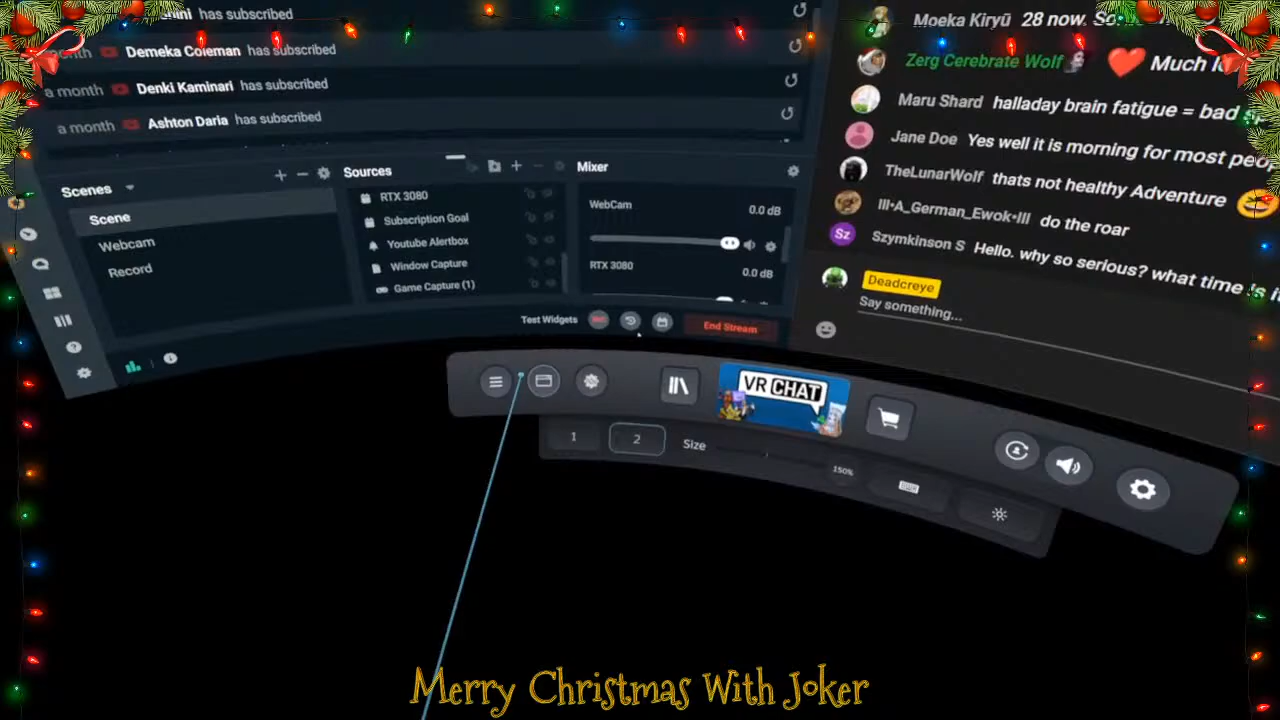 has subscribed
a month Demeka Coleman has subscribed
a month Denki Kaminari has subscribed
a month Ashton Daria has subscribed
Scenes
Scene
Webcam
Record
Sources
RTX 3080
Subscription Goal
Youtube Alertbox
Window Capture
Game Capture (1)
Mixer
WebCam 0.0 dB
RTX 3080 0.0 dB
Test Widgets
End Stream
Moeka Kiryū 28 now.
Zerg Cerebrate Wolf Much
Maru Shard halladay brain fatigue = bad
Jane Doe Yes well it is morning for most
TheLunarWolf thats not healthy Adventure
III•A_German_Ewok•III do the roar
Sz Szymkinson S Hello. why so serious? what time is
Deadcreye
Say something...
VR CHAT
1 2 Size 150%
Merry Christmas With Joker